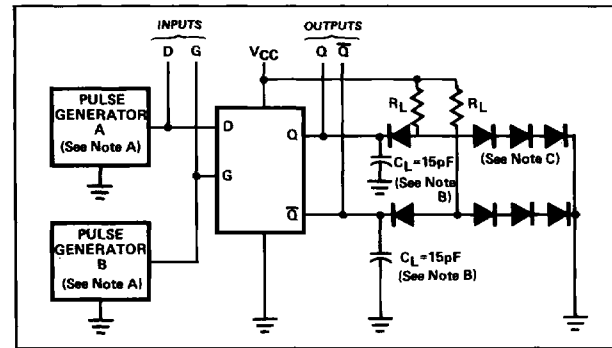 INPUTS
D G
OUTPUTS
Q Q̅
VCC
RL
RL
PULSE
GENERATOR
A
(See Note A)
D
Q
(See Note C)
CL=15pF
(See Note
B)
G
Q̅
PULSE
GENERATOR
B
(See Note A)
CL=15pF
(See Note B)